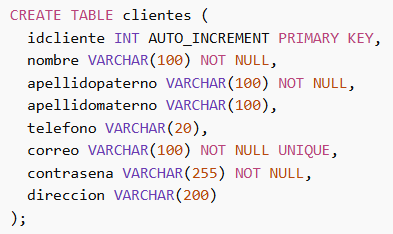 CREATE TABLE clientes (
  idcliente INT AUTO_INCREMENT PRIMARY KEY,
  nombre VARCHAR(100) NOT NULL,
  apellidopaterno VARCHAR(100) NOT NULL,
  apellidomaterno VARCHAR(100),
  telefono VARCHAR(20),
  correo VARCHAR(100) NOT NULL UNIQUE,
  contrasena VARCHAR(255) NOT NULL,
  direccion VARCHAR(200)
);